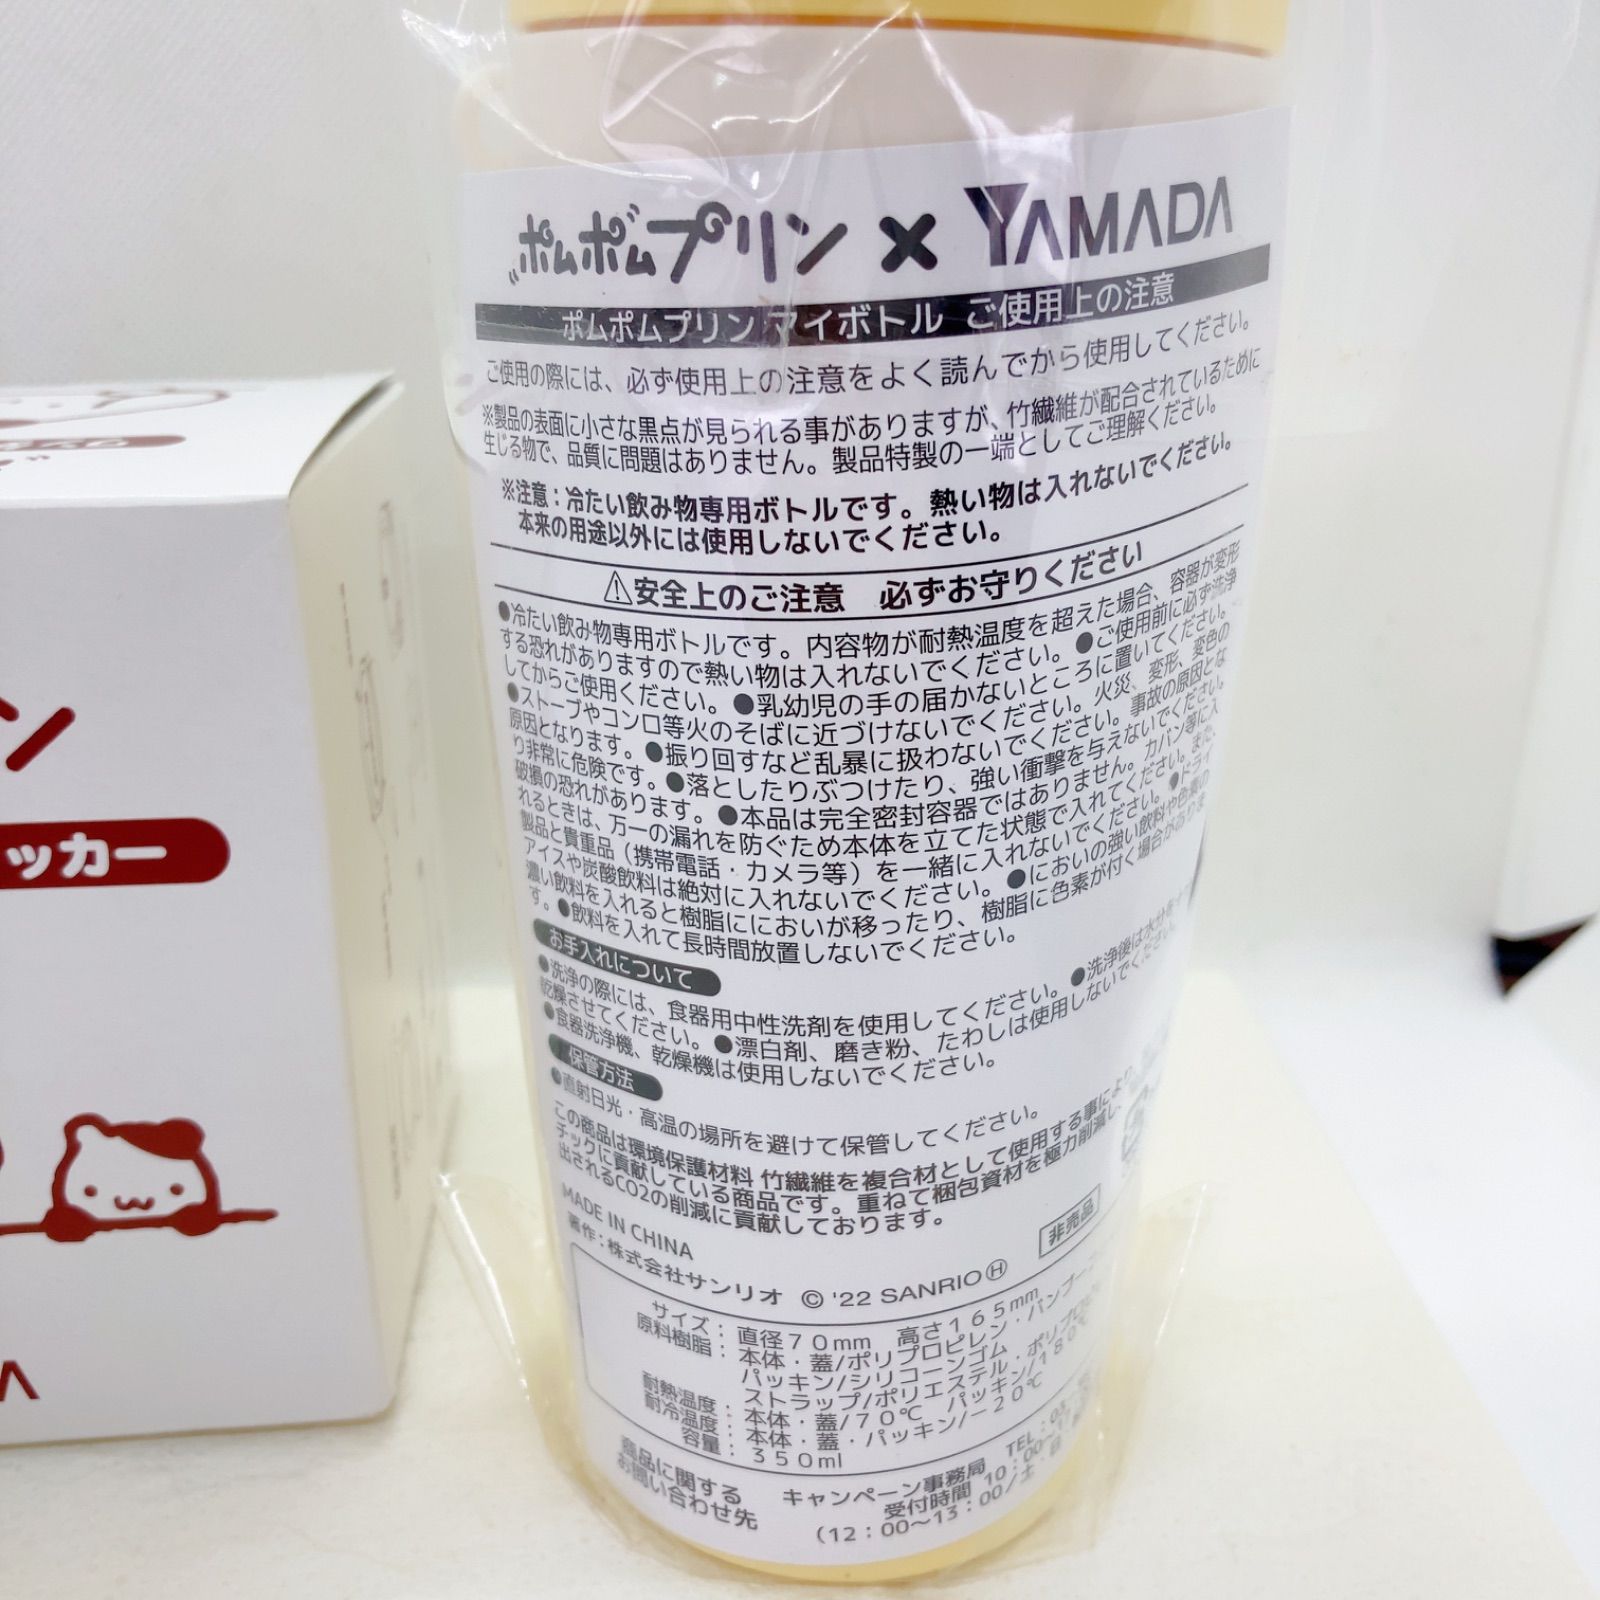 ン
ッカー
ポムポムプリン × YAMADA
ポムポムプリン マイボトル ご使用上の注意
ご使用の際には、必ず使用上の注意をよく読んでから使用してください。
※製品の表面に小さな黒点が見られる事がありますが、竹繊維が配合されているために
生じる物で、品質に問題はありません。製品特製の一端としてご理解ください。
※注意：冷たい飲み物専用ボトルです。熱い物は入れないでください。
本来の用途以外には使用しないでください。
⚠安全上のご注意 必ずお守りください
●冷たい飲み物専用ボトルです。内容物が耐熱温度を超えた場合、容器が変形
する恐れがありますので熱い物は入れないでください。●ご使用前に必ず洗浄
してからご使用ください。●乳幼児の手の届かないところに置いてください。
●ストーブやコンロ等火のそばに近づけないでください。火災、変形、変色の
原因となります。●振り回すなど乱暴に扱わないでください。事故の原因とな
り非常に危険です。●落としたりぶつけたり、強い衝撃を与えないでください。
破損の恐れがあります。●本品は完全密封容器ではありません。カバン等に入
れるときは、万一の漏れを防ぐため本体を立てた状態で入れてください。また、
製品と貴重品（携帯電話・カメラ等）を一緒に入れないでください。●ドライ
アイスや炭酸飲料は絶対に入れないでください。●においの強い飲料や色素の
濃い飲料を入れると樹脂ににおいが移ったり、樹脂に色素が付く場合がありま
す。●飲料を入れて長時間放置しないでください。
お手入れについて
●洗浄の際には、食器用中性洗剤を使用してください。●洗浄後は水分を
乾燥させてください。●漂白剤、磨き粉、たわしは使用しないでください。
●食器洗浄機、乾燥機は使用しないでください。
保管方法
●直射日光・高温の場所を避けて保管してください。
この商品は環境保護材料 竹繊維を複合材として使用する事により
チックに貢献している商品です。重ねて梱包資材を極力削減し、
出されるCO2の削減に貢献しております。
MADE IN CHINA
非売品
著作：株式会社サンリオ © '22 SANRIO Ⓗ
サイズ：直径70mm 高さ165mm
原料樹脂：本体・蓋/ポリプロピレン・バンブー
パッキン/シリコーンゴム
ストラップ/ポリエステル・ポリプロ
耐熱温度：本体・蓋/70℃ パッキン/180℃
耐冷温度：本体・蓋・パッキン/−20℃
容量：350ml
商品に関する
お問い合わせ先
キャンペーン事務局 TEL：03
受付時間 10：00〜
（12：00〜13：00/土・日